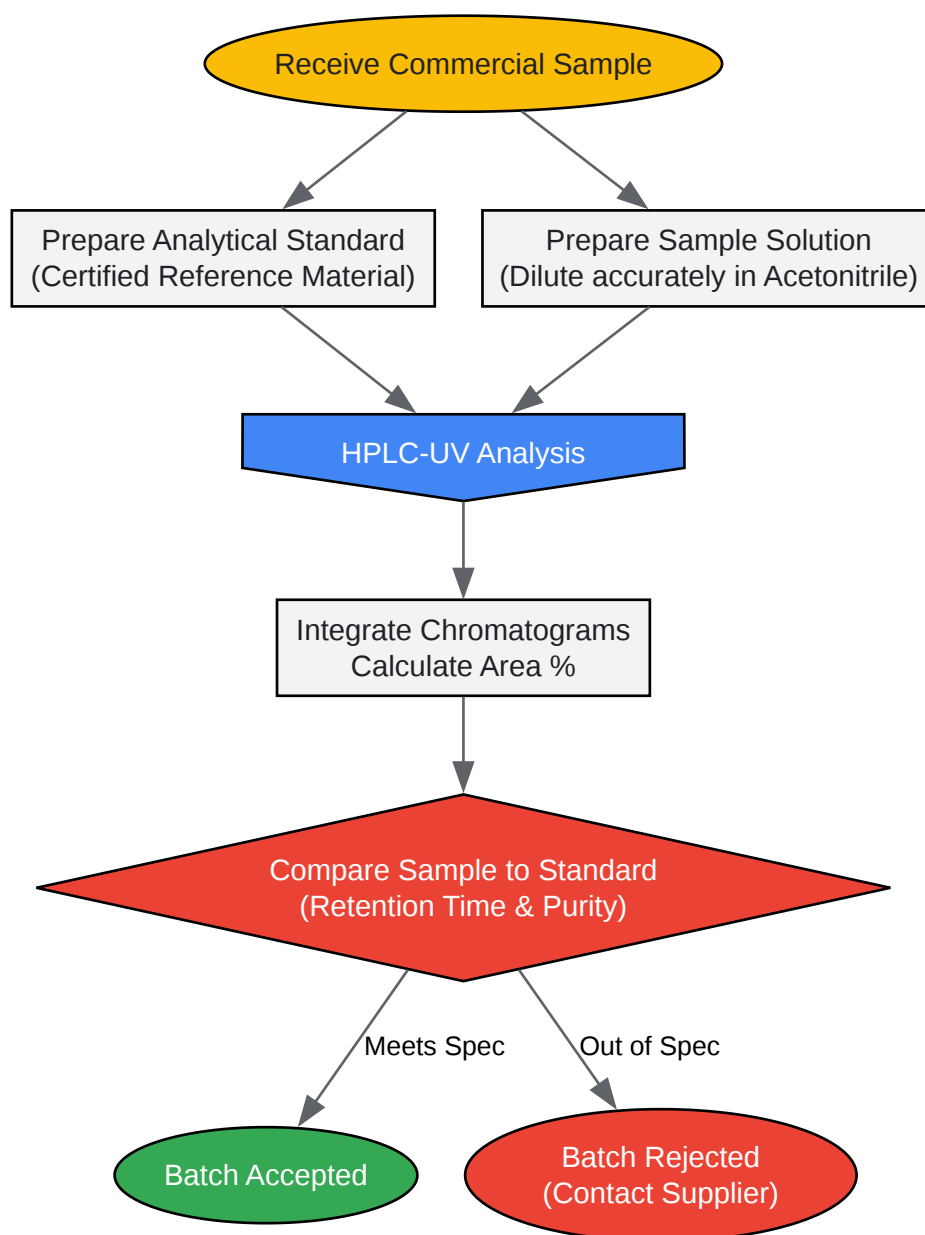 Receive Commercial Sample
Prepare Analytical Standard
(Certified Reference Material)
Prepare Sample Solution
(Dilute accurately in Acetonitrile)
HPLC-UV Analysis
Integrate Chromatograms
Calculate Area %
Compare Sample to Standard
(Retention Time & Purity)
Meets Spec
Out of Spec
Batch Accepted
Batch Rejected
(Contact Supplier)